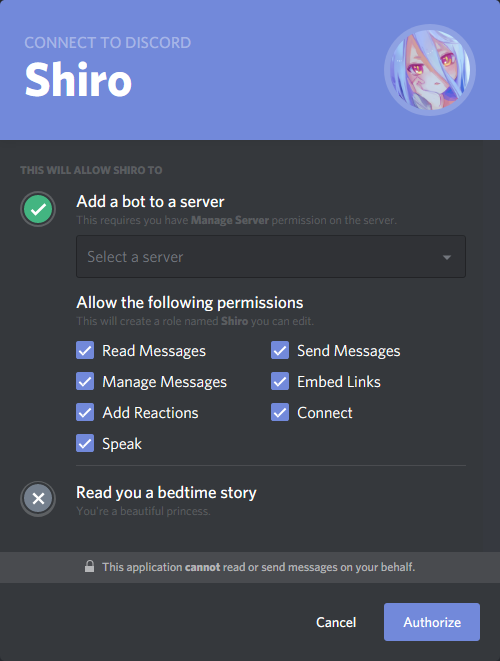 CONNECT TO DISCORD
Shiro
THIS WILL ALLOW SHIRO TO
Add a bot to a server
This requires you have Manage Server permission on the server.
Select a server
Allow the following permissions
This will create a role named Shiro you can edit.
Read Messages Send Messages
Manage Messages Embed Links
Add Reactions Connect
Speak
Read you a bedtime story
You're a beautiful princess.
This application cannot read or send messages on your behalf.
Cancel Authorize